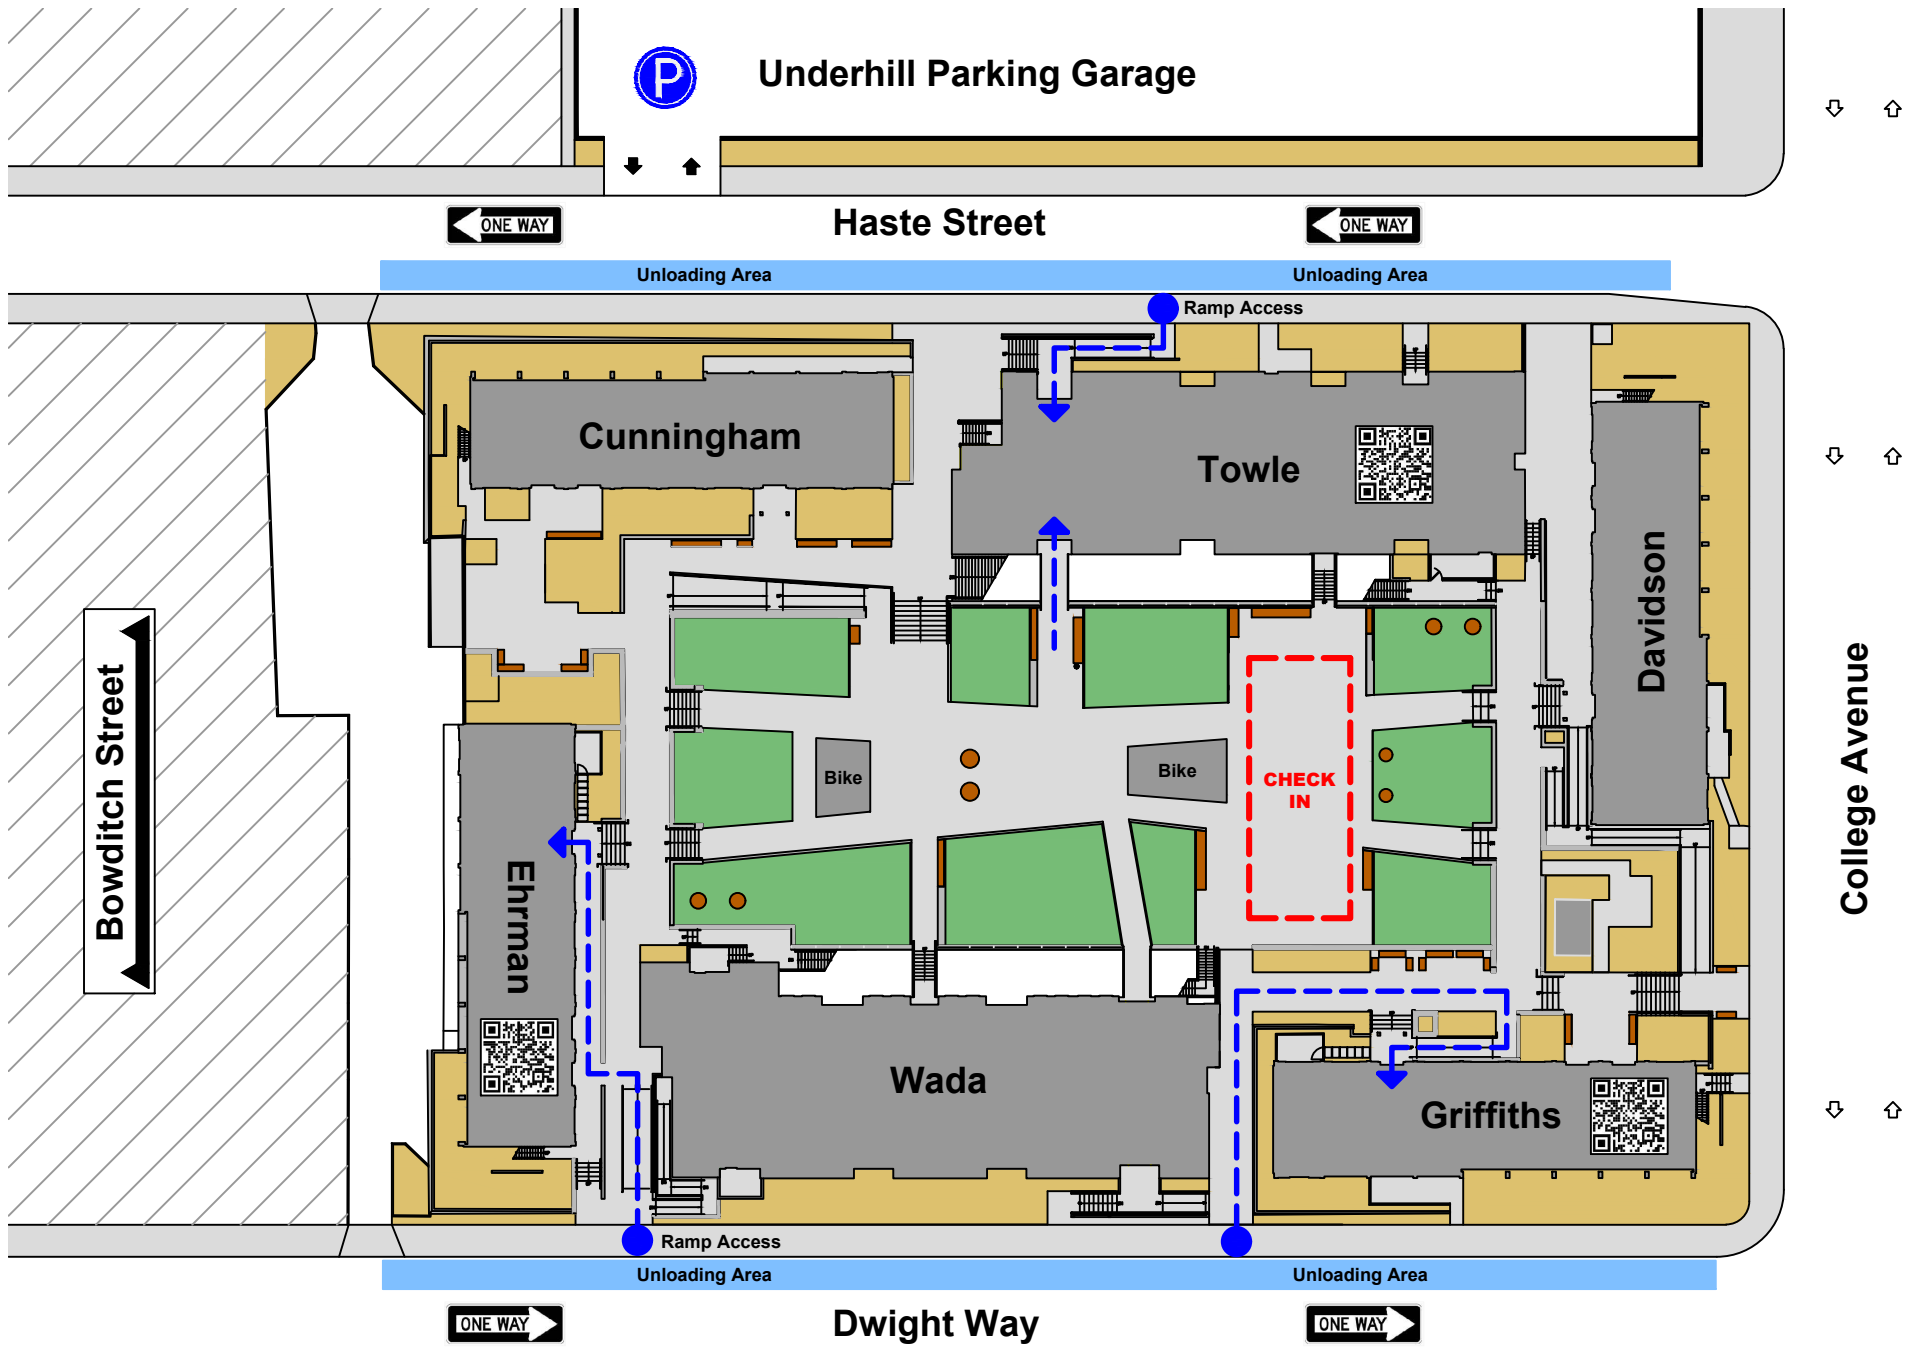 P
Underhill Parking Garage
ONE WAY
Haste Street
ONE WAY
Unloading Area
Unloading Area
Ramp Access
Cunningham
Towle
Davidson
Bowditch Street
College Avenue
Bike
Bike
CHECK
IN
Ehrman
Wada
Griffiths
Ramp Access
Unloading Area
Unloading Area
ONE WAY
Dwight Way
ONE WAY